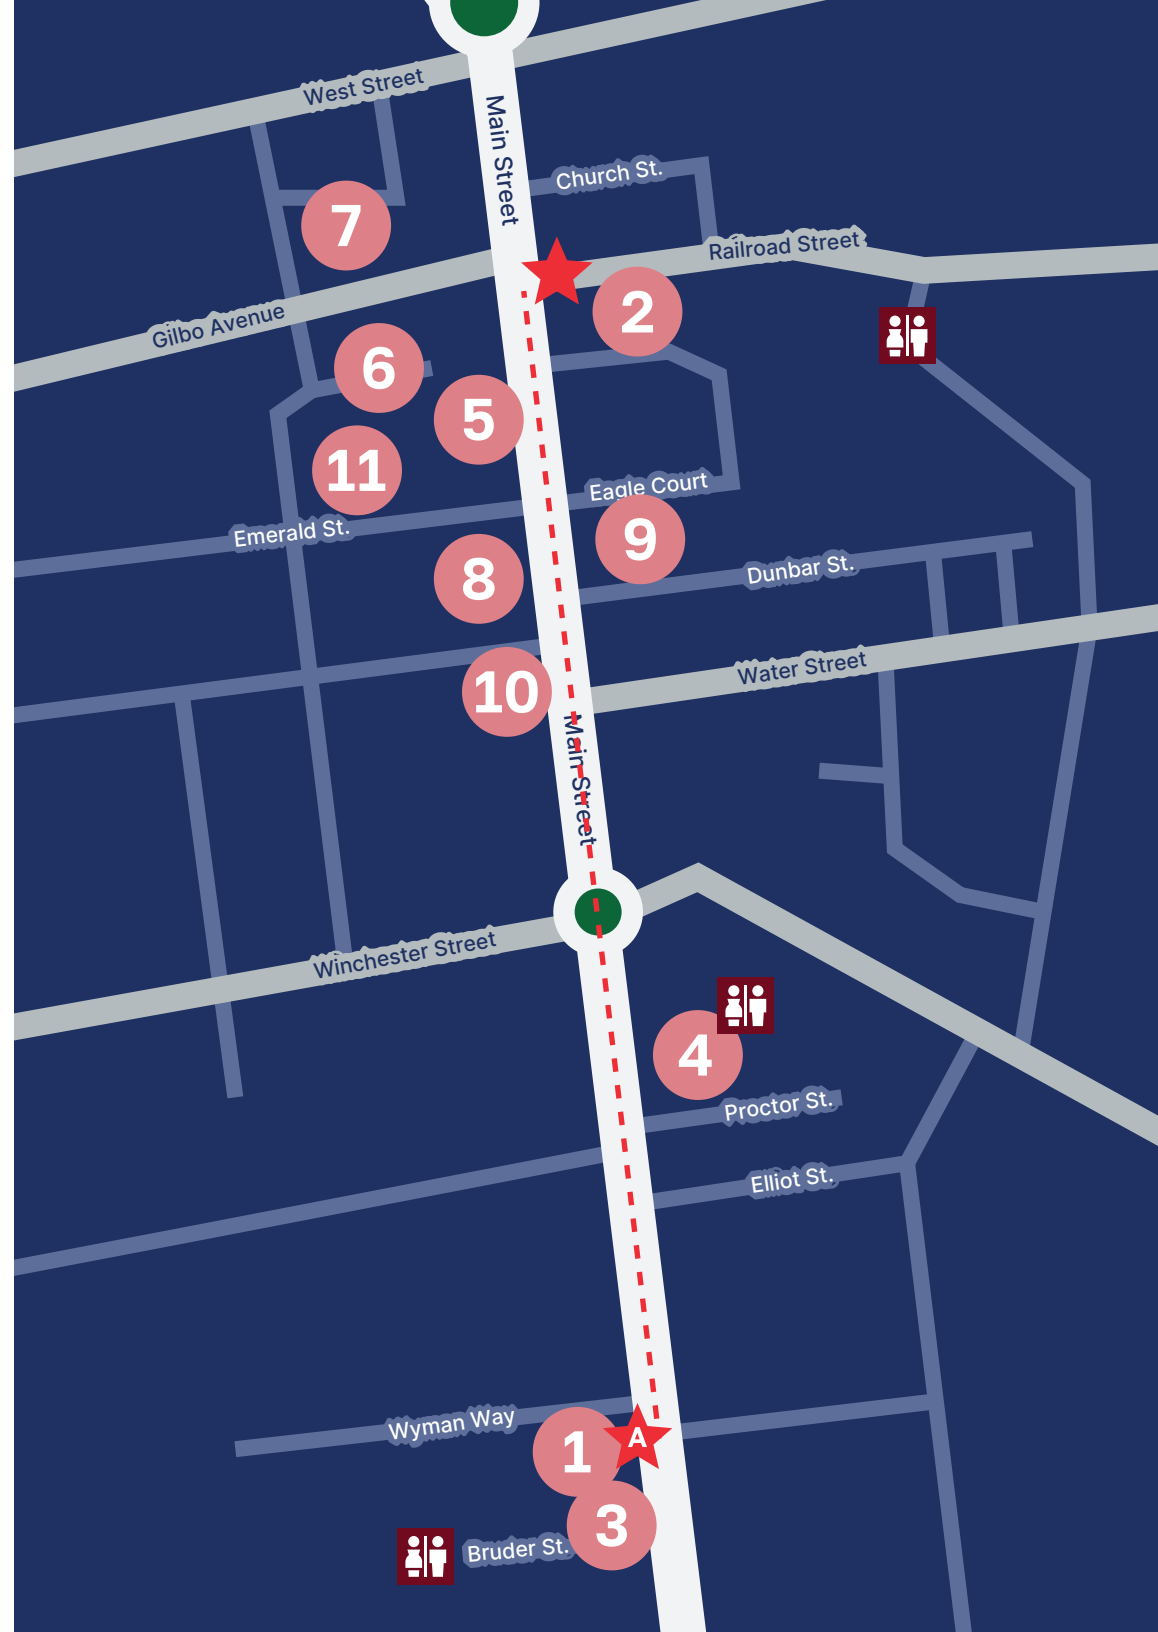 West Street
Main Street
Church St.
7
Railroad Street
Gilbo Avenue
2
6
5
11
Eagle Court
Emerald St.
9
8
Dunbar St.
Water Street
10
Main Street
Winchester Street
4
Proctor St.
Elliot St.
Wyman Way
1
A
3
Bruder St.